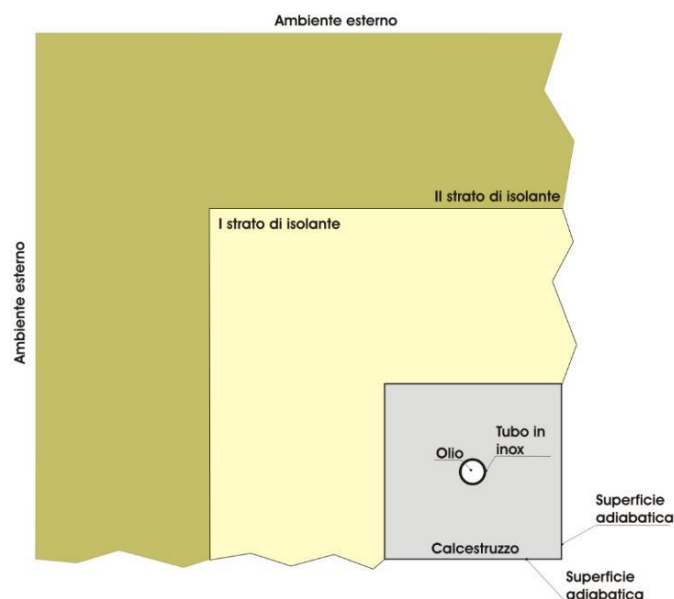 Ambiente esterno
Ambiente esterno
II strato di isolante
I strato di isolante
Olio
Tubo in
inox
Superficie
adiabatica
Calcestruzzo
Superficie
adiabatica